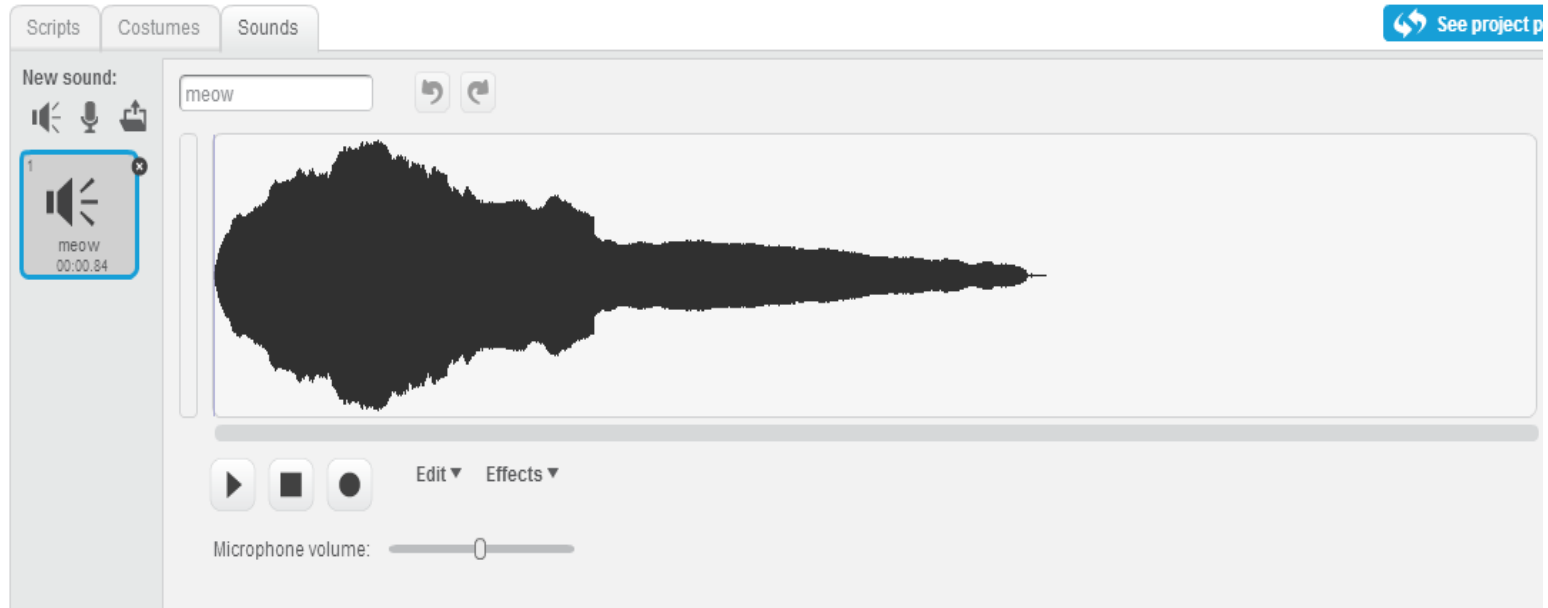 Scripts Costumes Sounds
See project p
New sound:
meow
1
meow
00:00.84
Edit Effects
Microphone volume: